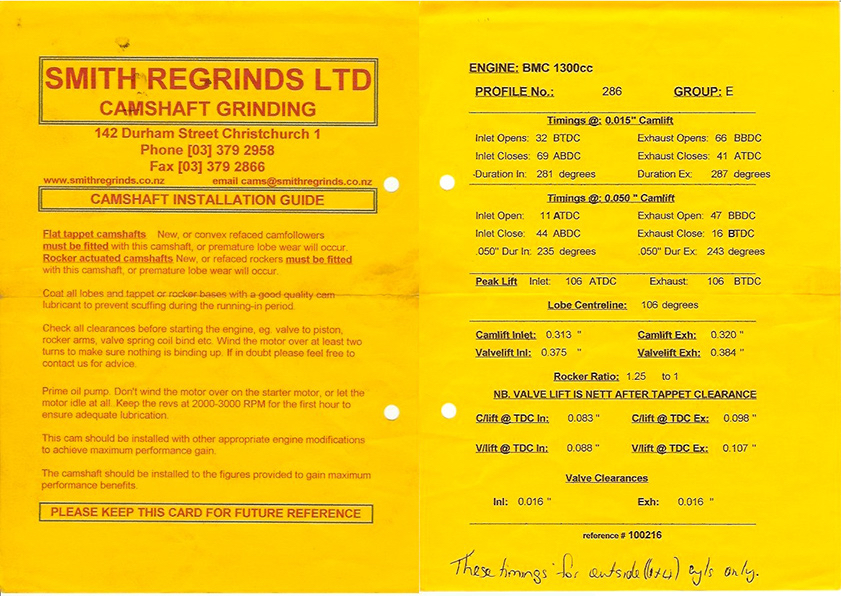 SMITH REGRINDS LTD
CAMSHAFT GRINDING
142 Durham Street Christchurch 1
Phone [03] 379 2958
Fax [03] 379 2866
www.smithregrinds.co.nz email cams@smithregrinds.co.nz
CAMSHAFT INSTALLATION GUIDE
Flat tappet camshafts New, or convex refaced camfollowers
must be fitted with this camshaft, or premature lobe wear will occur.
Rocker actuated camshafts New, or refaced rockers must be fitted
with this camshaft, or premature lobe wear will occur.
Coat all lobes and tappet or rocker bases with a good quality cam
lubricant to prevent scuffing during the running-in period.
Check all clearances before starting the engine, eg. valve to piston,
rocker arms, valve spring coil bind etc. Wind the motor over at least two
turns to make sure nothing is binding up. If in doubt please feel free to
contact us for advice.
Prime oil pump. Don't wind the motor over on the starter motor, or let the
motor idle at all. Keep the revs at 2000-3000 RPM for the first hour to
ensure adequate lubrication.
This cam should be installed with other appropriate engine modifications
to achieve maximum performance gain.
The camshaft should be installed to the figures provided to gain maximum
performance benefits.
PLEASE KEEP THIS CARD FOR FUTURE REFERENCE
ENGINE: BMC 1300cc
PROFILE No.: 286 GROUP: E
Timings @: 0.015" Camlift
Inlet Opens: 32 BTDC Exhaust Opens: 66 BBDC
Inlet Closes: 69 ABDC Exhaust Closes: 41 ATDC
Duration In: 281 degrees Duration Ex: 287 degrees
Timings @: 0.050 " Camlift
Inlet Open: 11 ATDC Exhaust Open: 47 BBDC
Inlet Close: 44 ABDC Exhaust Close: 16 BTDC
.050" Dur In: 235 degrees .050" Dur Ex: 243 degrees
Peak Lift Inlet: 106 ATDC Exhaust: 106 BTDC
Lobe Centreline: 106 degrees
Camlift Inlet: 0.313 " Camlift Exh: 0.320 "
Valvelift Inl: 0.375 " Valvelift Exh: 0.384 "
Rocker Ratio: 1.25 to 1
NB. VALVE LIFT IS NETT AFTER TAPPET CLEARANCE
C/lift @ TDC In: 0.083 " C/lift @ TDC Ex: 0.098 "
V/lift @ TDC In: 0.088 " V/lift @ TDC Ex: 0.107 "
Valve Clearances
Inl: 0.016 " Exh: 0.016 "
reference # 100216
These timings for outside (1+4) cyls only.